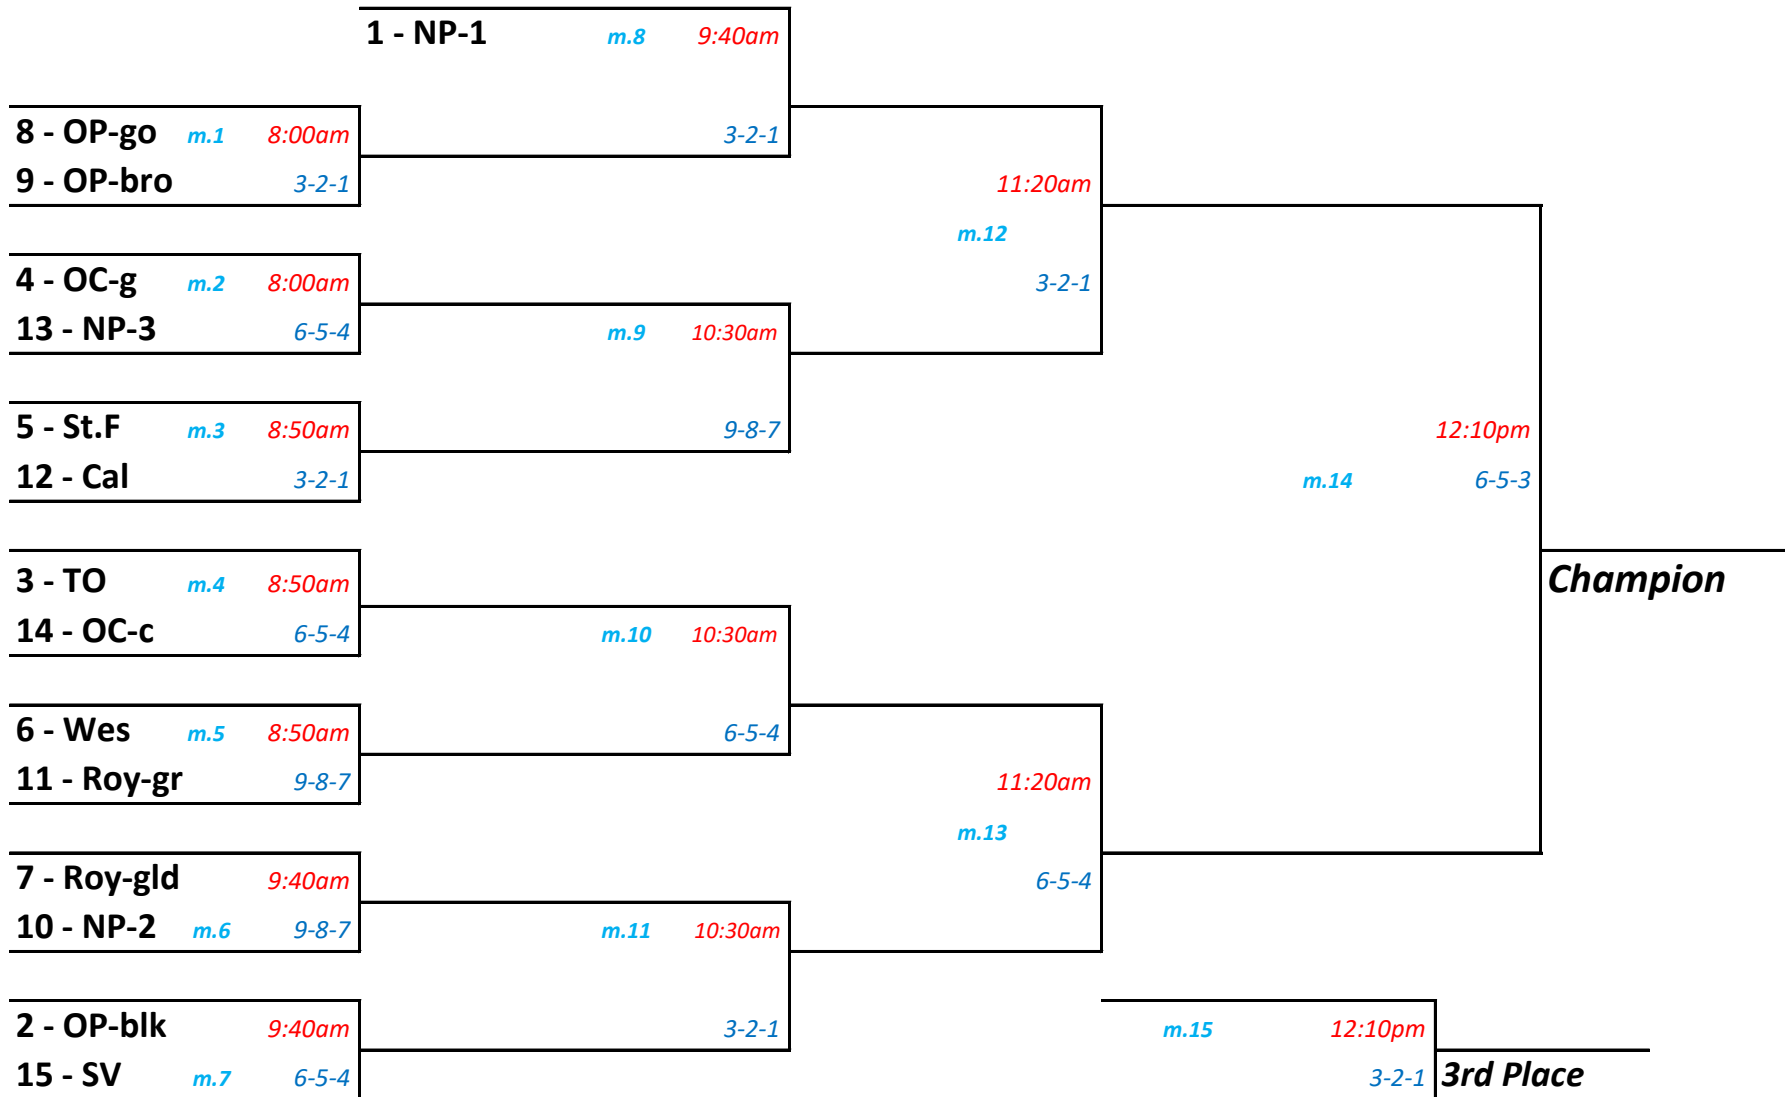 1 - NP-1 m.8 9:40am
8 - OP-go m.1 8:00am 3-2-1
9 - OP-bro 3-2-1 11:20am
m.12
4 - OC-g m.2 8:00am 3-2-1
13 - NP-3 6-5-4 m.9 10:30am
5 - St.F m.3 8:50am 9-8-7 12:10pm
12 - Cal 3-2-1 m.14 6-5-3
3 - TO m.4 8:50am Champion
14 - OC-c 6-5-4 m.10 10:30am
6 - Wes m.5 8:50am 6-5-4
11 - Roy-gr 9-8-7 11:20am
m.13
7 - Roy-gld 9:40am 6-5-4
10 - NP-2 m.6 9-8-7 m.11 10:30am
2 - OP-blk 9:40am 3-2-1 m.15 12:10pm
15 - SV m.7 6-5-4 3-2-1 3rd Place